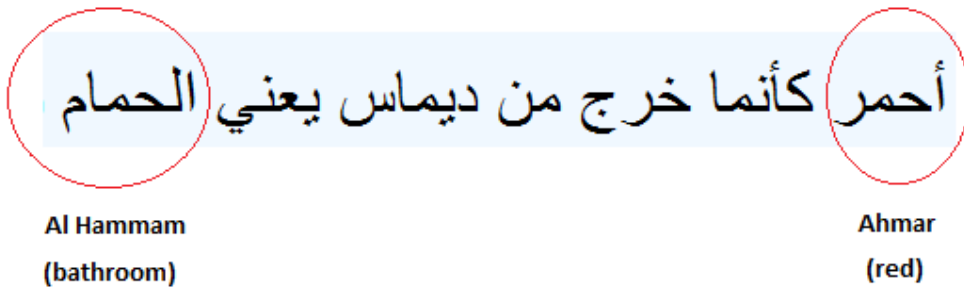 أحمر كأنما خرج من ديماس يعني الحمام
Al Hammam
(bathroom)
Ahmar
(red)